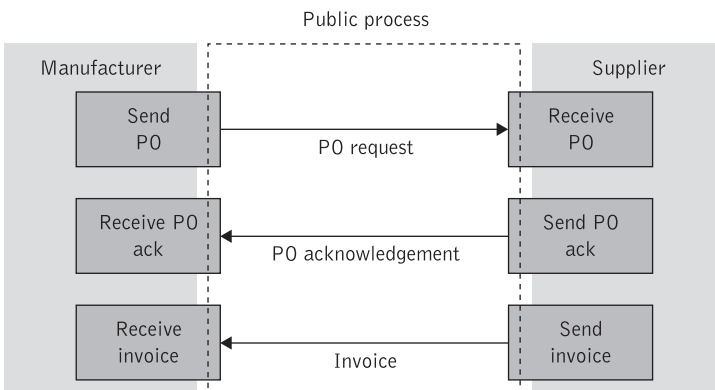 Public process
Manufacturer
Supplier
Send
PO
Receive
PO
PO request
Receive PO
ack
Send PO
ack
PO acknowledgement
Receive
invoice
Send
invoice
Invoice